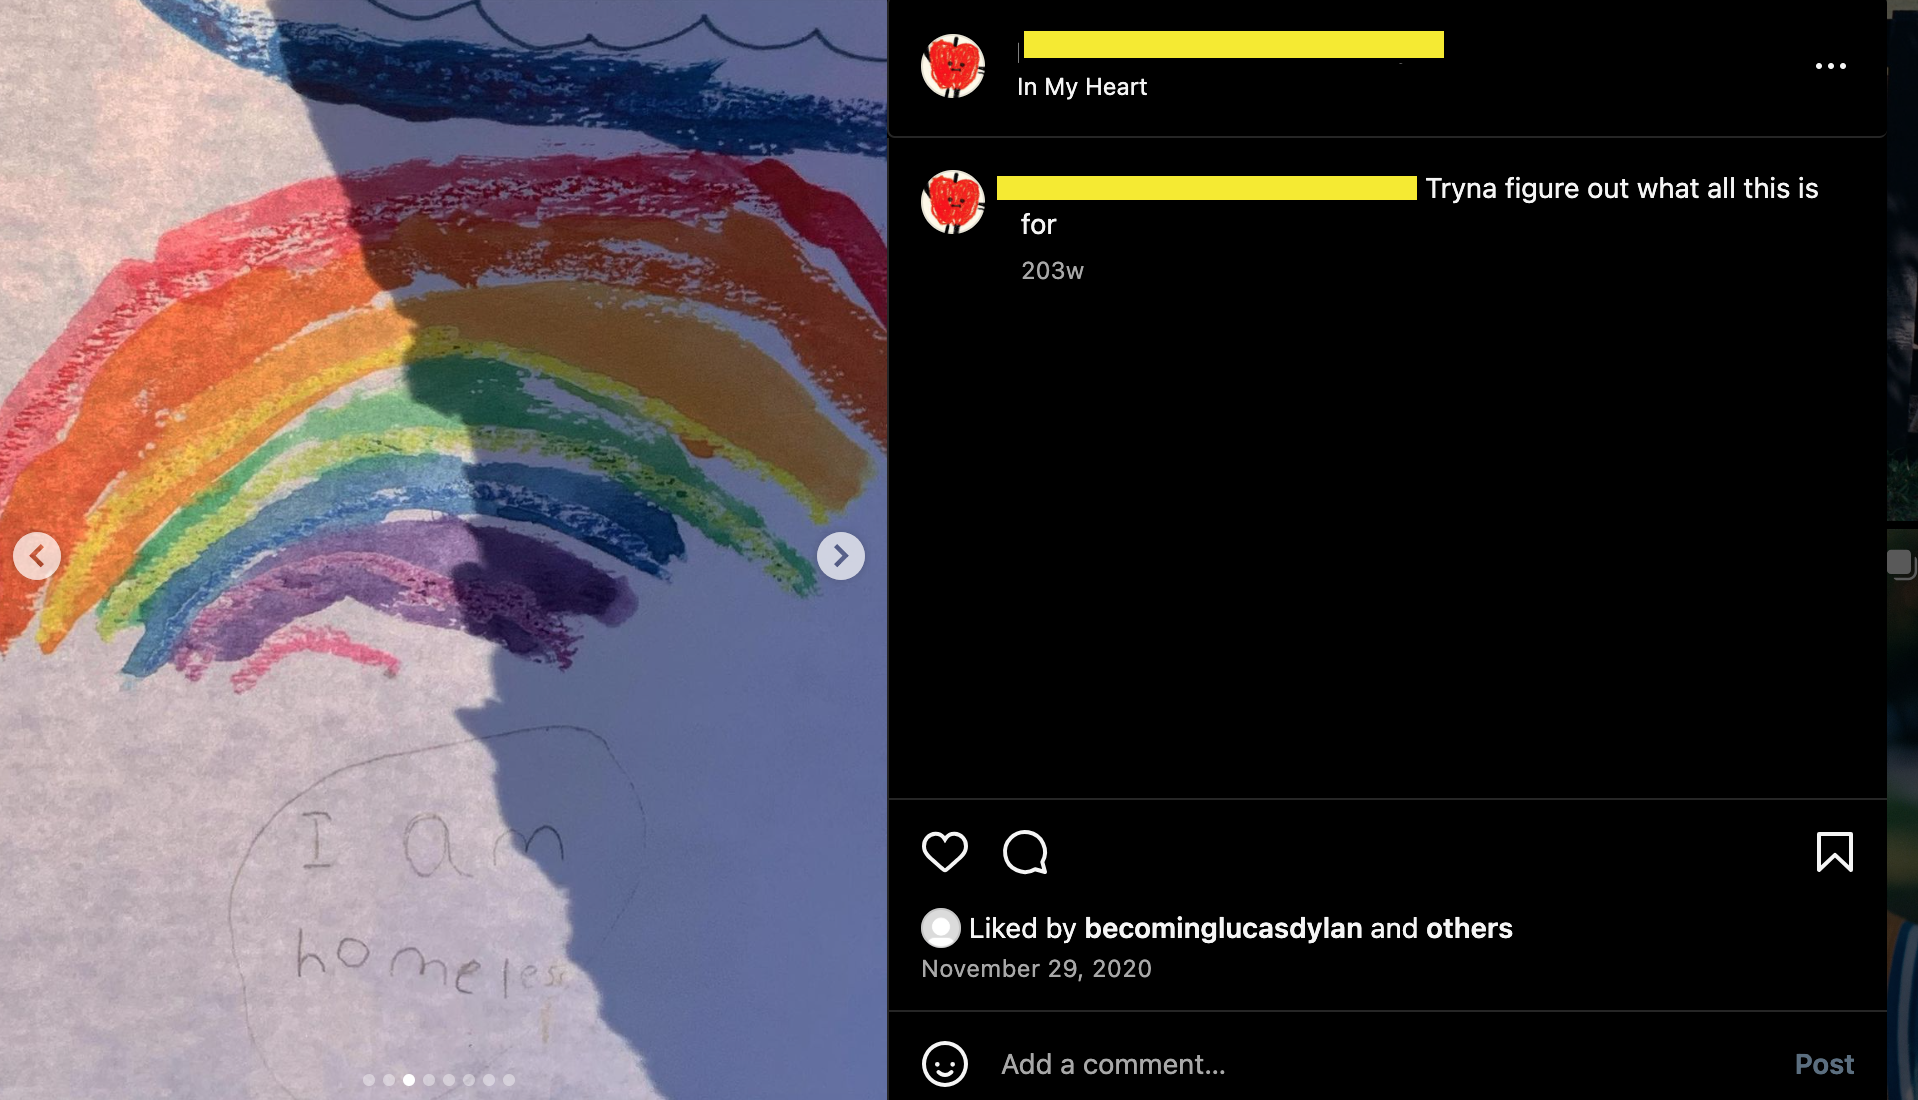 In My Heart
Tryna figure out what all this is
for
203w
I am
homeless
Liked by becominglucasdylan and others
November 29, 2020
Add a comment...
Post